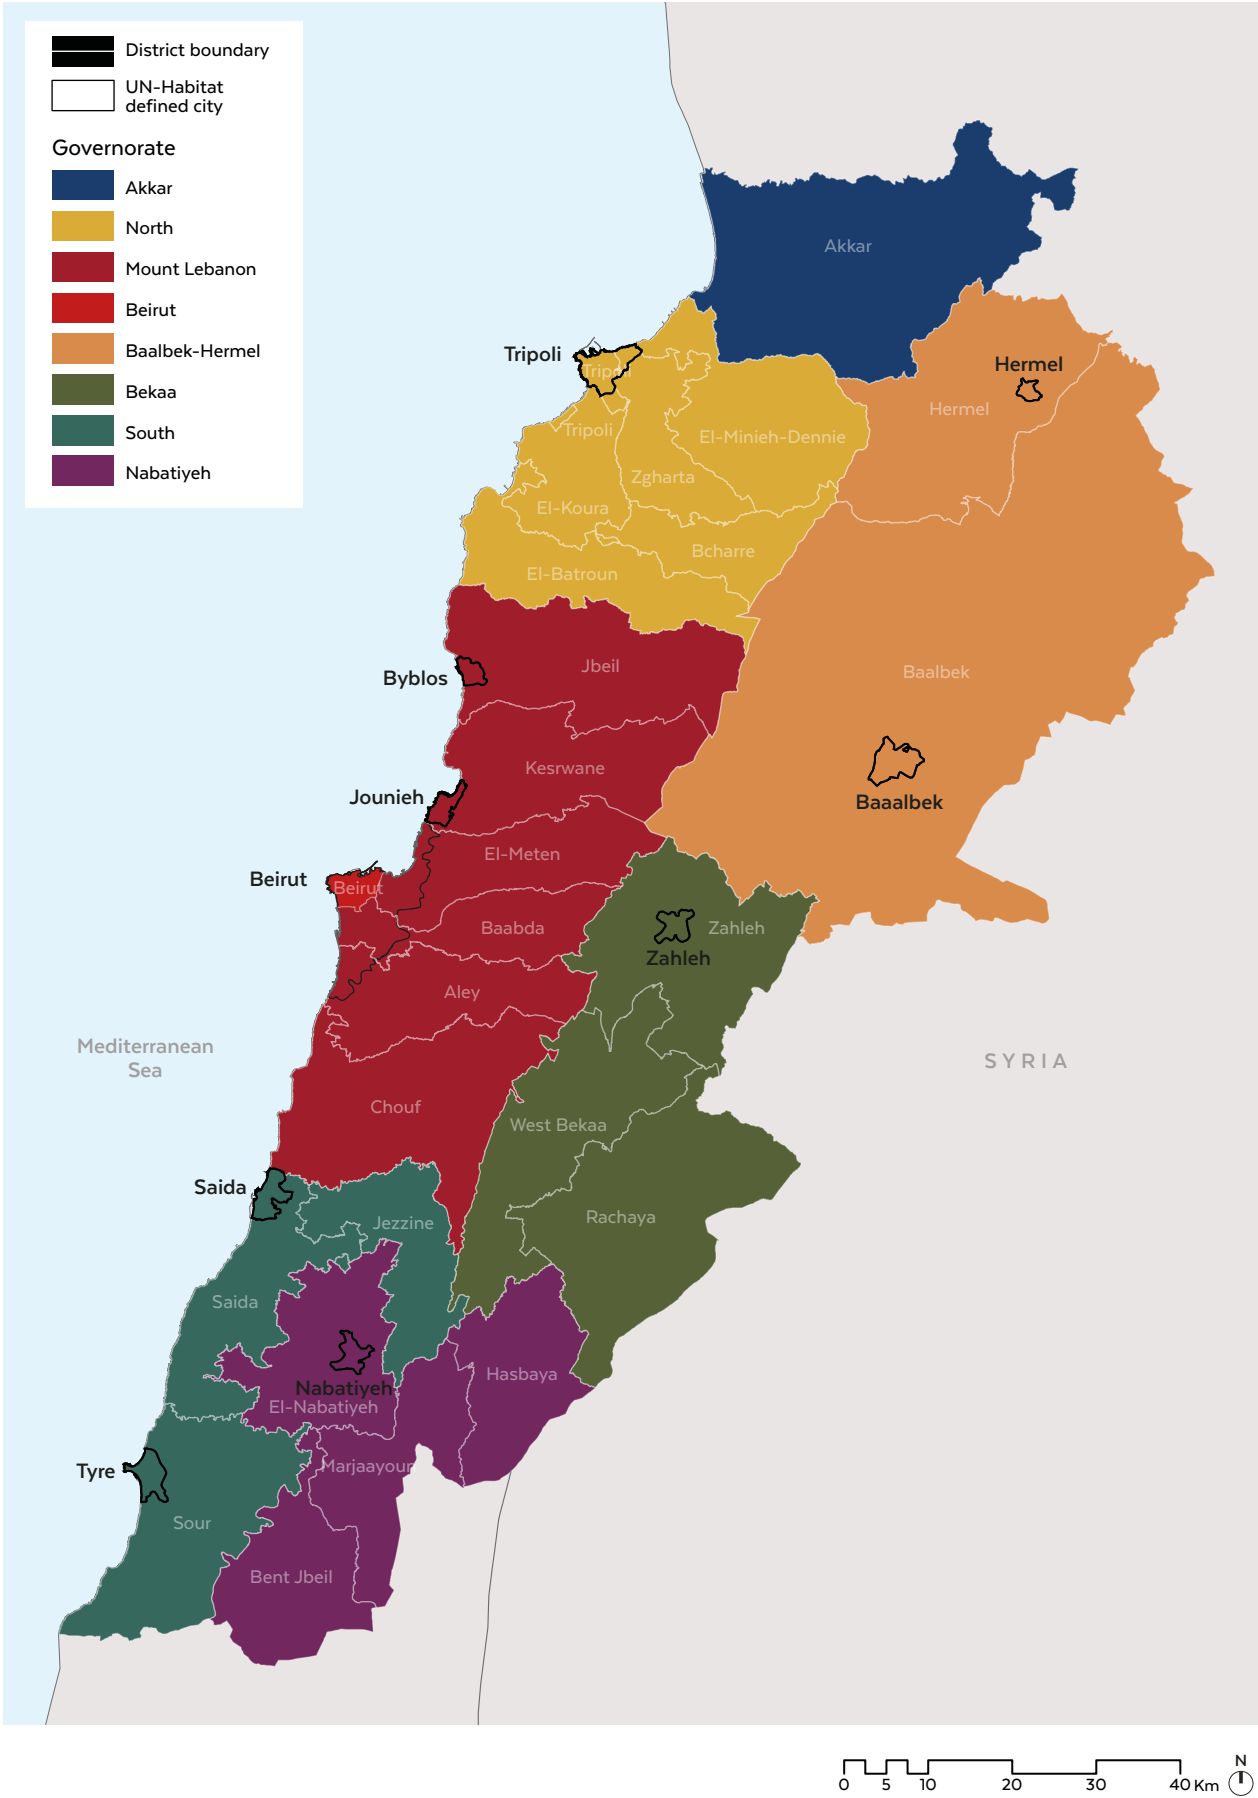 District boundary
UN-Habitat
defined city
Governorate
Akkar
North
Mount Lebanon
Beirut
Baalbek-Hermel
Bekaa
South
Nabatiyeh
Akkar
Tripoli
Tripoli
Hermel
Hermel
Tripoli
El-Minieh-Dennie
Zgharta
El-Koura
Bcharre
El-Batroun
Byblos
Jbeil
Baalbek
Kesrwane
Jounieh
Baaalbek
El-Meten
Beirut
Beirut
Baabda
Zahleh
Zahleh
Aley
Mediterranean
Sea
SYRIA
Chouf
West Bekaa
Saida
Jezzine
Rachaya
Saida
Hasbaya
Nabatiyeh
El-Nabatiyeh
Tyre
Marjaayour
Sour
Bent Jbeil
0 5 10 20 30 40 Km
N